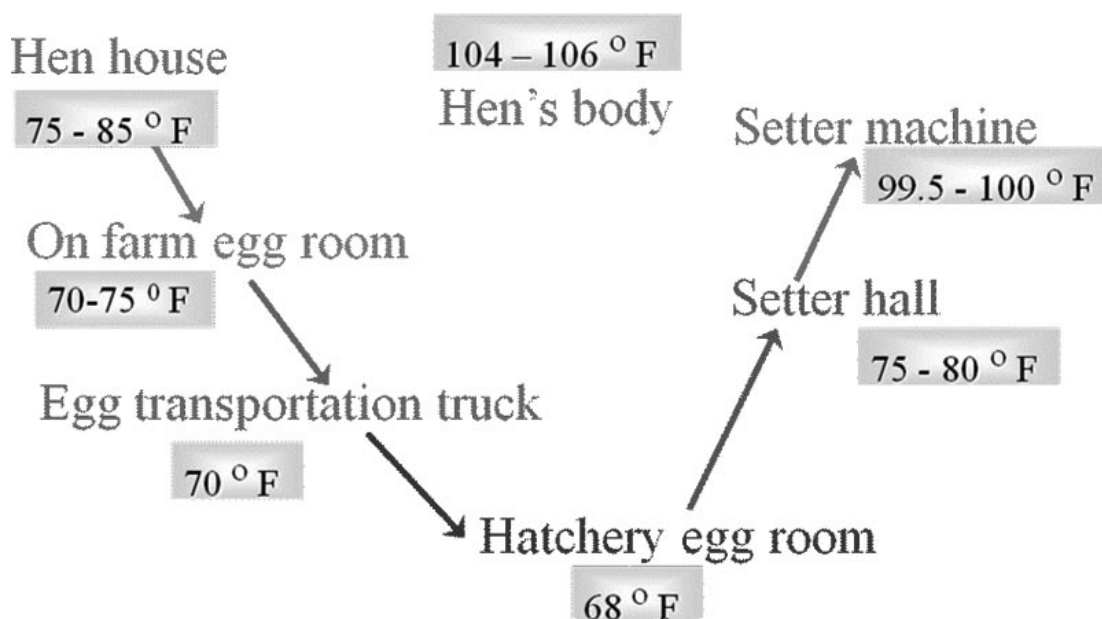 Hen house
75 - 85 ° F
104 – 106 ° F
Hen's body
Setter machine
99.5 - 100 ° F
On farm egg room
70-75 ° F
Setter hall
75 - 80 ° F
Egg transportation truck
70 ° F
Hatchery egg room
68 ° F